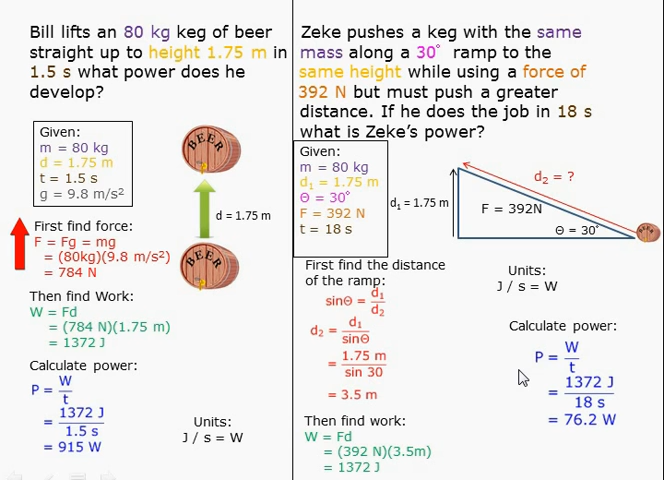 Bill lifts an 80 kg keg of beer
straight up to height 1.75 m in
1.5 s what power does he
develop?
Given:
m = 80 kg
d = 1.75 m
t = 1.5 s
g = 9.8 m/s²
BEER
d = 1.75 m
BEER
First find force:
F = Fg = mg
= (80kg)(9.8 m/s²)
= 784 N
Then find Work:
W = Fd
= (784 N)(1.75 m)
= 1372 J
Calculate power:
P = W/t
= 1372 J/1.5 s
= 915 W
Units:
J / s = W
Zeke pushes a keg with the same
mass along a 30° ramp to the
same height while using a force of
392 N but must push a greater
distance. If he does the job in 18 s
what is Zeke's power?
Given:
m = 80 kg
d₁ = 1.75 m
Θ = 30°
F = 392 N
t = 18 s
d₁ = 1.75 m
d₂ = ?
F = 392N
Θ = 30°
BEER
First find the distance
of the ramp:
sinΘ = d₁/d₂
d₂ = d₁/sinΘ
= 1.75 m/sin 30
= 3.5 m
Then find work:
W = Fd
= (392 N)(3.5m)
= 1372 J
Units:
J / s = W
Calculate power:
P = W/t
= 1372 J/18 s
= 76.2 W